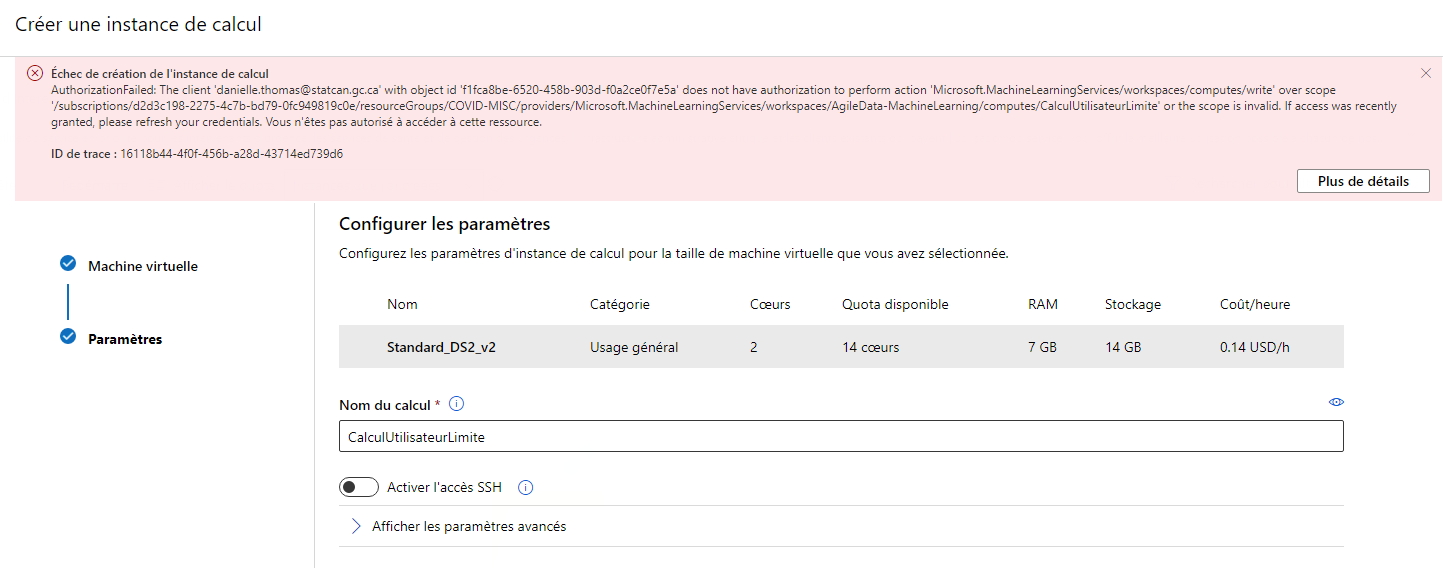 Créer une instance de calcul
Échec de création de l'instance de calcul
AuthorizationFailed: The client 'danielle.thomas@statcan.gc.ca' with object id 'f1fca8be-6520-458b-903d-f0a2ce0f7e5a' does not have authorization to perform action 'Microsoft.MachineLearningServices/workspaces/computes/write' over scope
'/subscriptions/d2d3c198-2275-4c7b-bd79-0fc949819c0e/resourceGroups/COVID-MISC/providers/Microsoft.MachineLearningServices/workspaces/AgileData-MachineLearning/computes/CalculUtilisateurLimite' or the scope is invalid. If access was recently
granted, please refresh your credentials. Vous n'êtes pas autorisé à accéder à cette ressource.
ID de trace : 16118b44-4f0f-456b-a28d-43714ed739d6
Plus de détails
Machine virtuelle
Paramètres
Configurer les paramètres
Configurez les paramètres d'instance de calcul pour la taille de machine virtuelle que vous avez sélectionnée.
Nom Catégorie Cœurs Quota disponible RAM Stockage Coût/heure
Standard_DS2_v2 Usage général 2 14 cœurs 7 GB 14 GB 0.14 USD/h
Nom du calcul *
CalculUtilisateurLimite
Activer l'accès SSH
Afficher les paramètres avancés